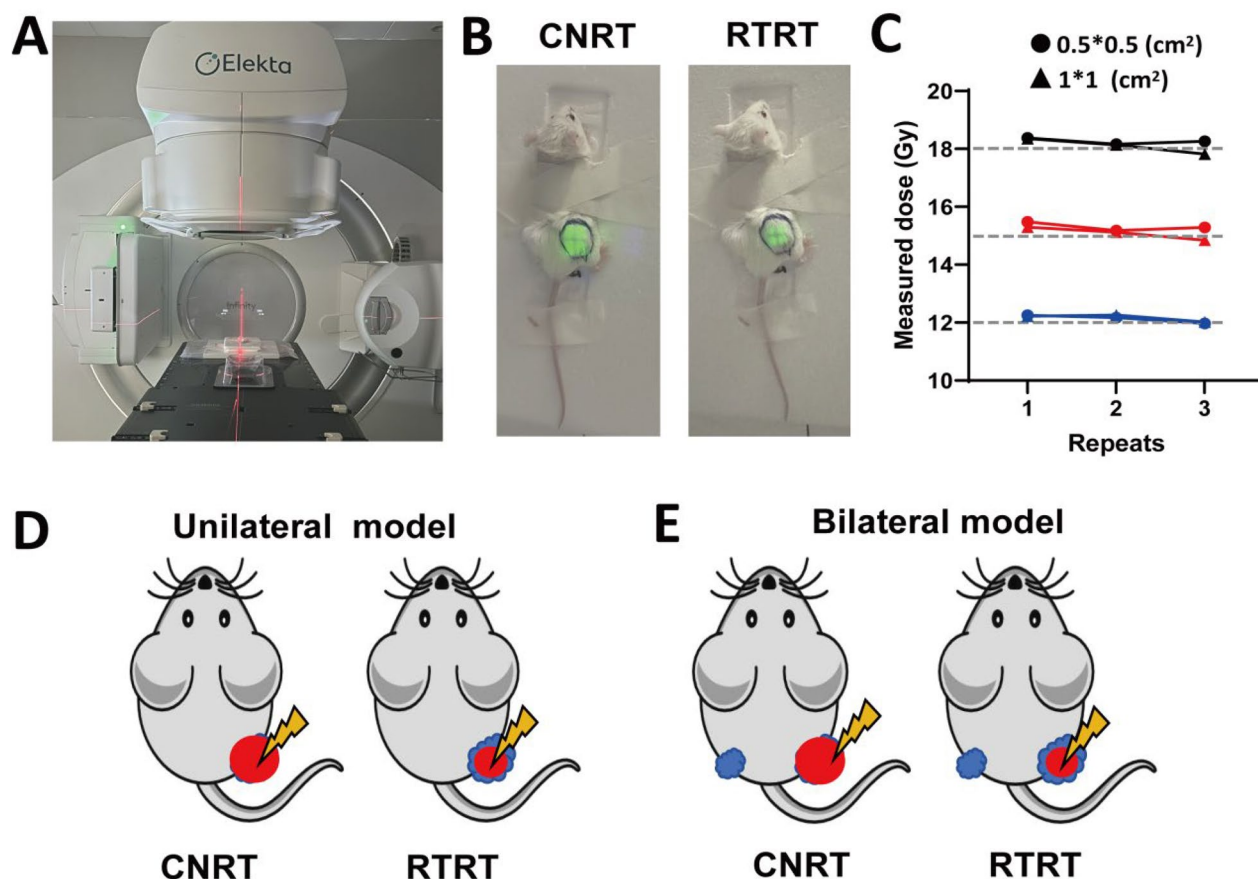 A
Elekta
Infinity
B
CNRT
RTRT
C
0.5*0.5 (cm²)
1*1 (cm²)
20
18
16
14
12
10
Measured dose (Gy)
1
2
3
Repeats
D
Unilateral model
CNRT
RTRT
E
Bilateral model
CNRT
RTRT